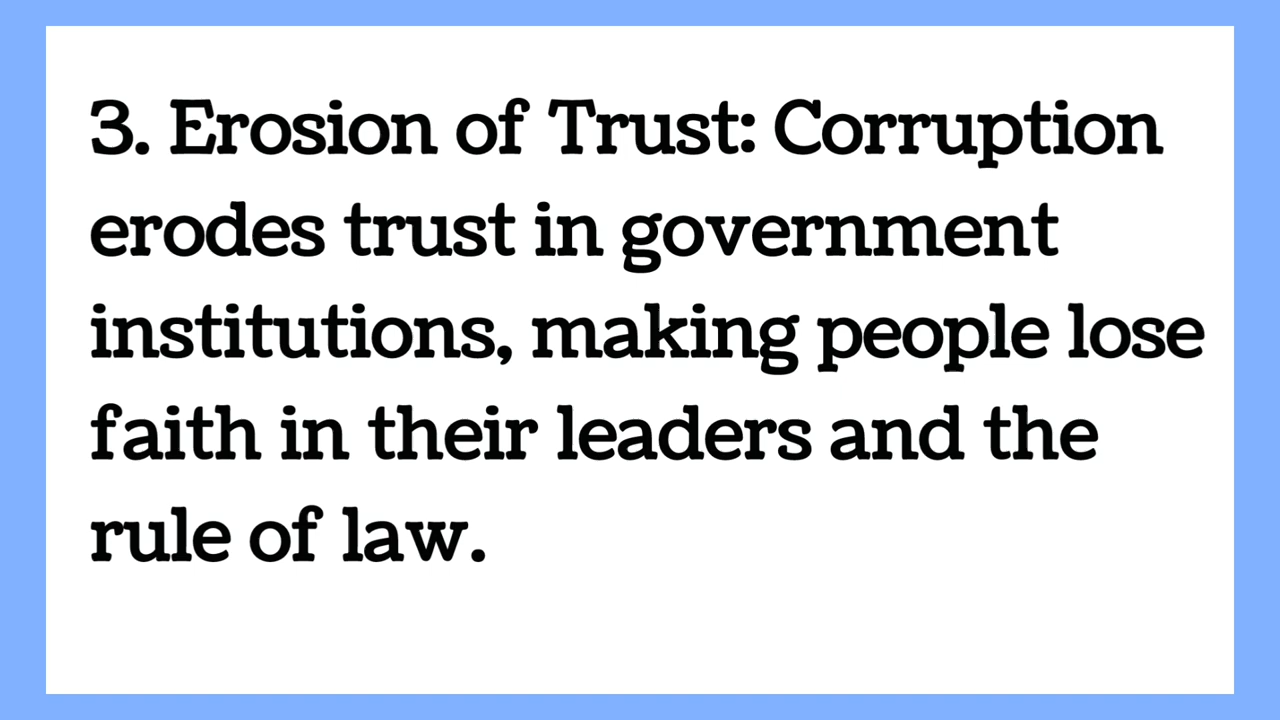 3. Erosion of Trust: Corruption
erodes trust in government
institutions, making people lose
faith in their leaders and the
rule of law.